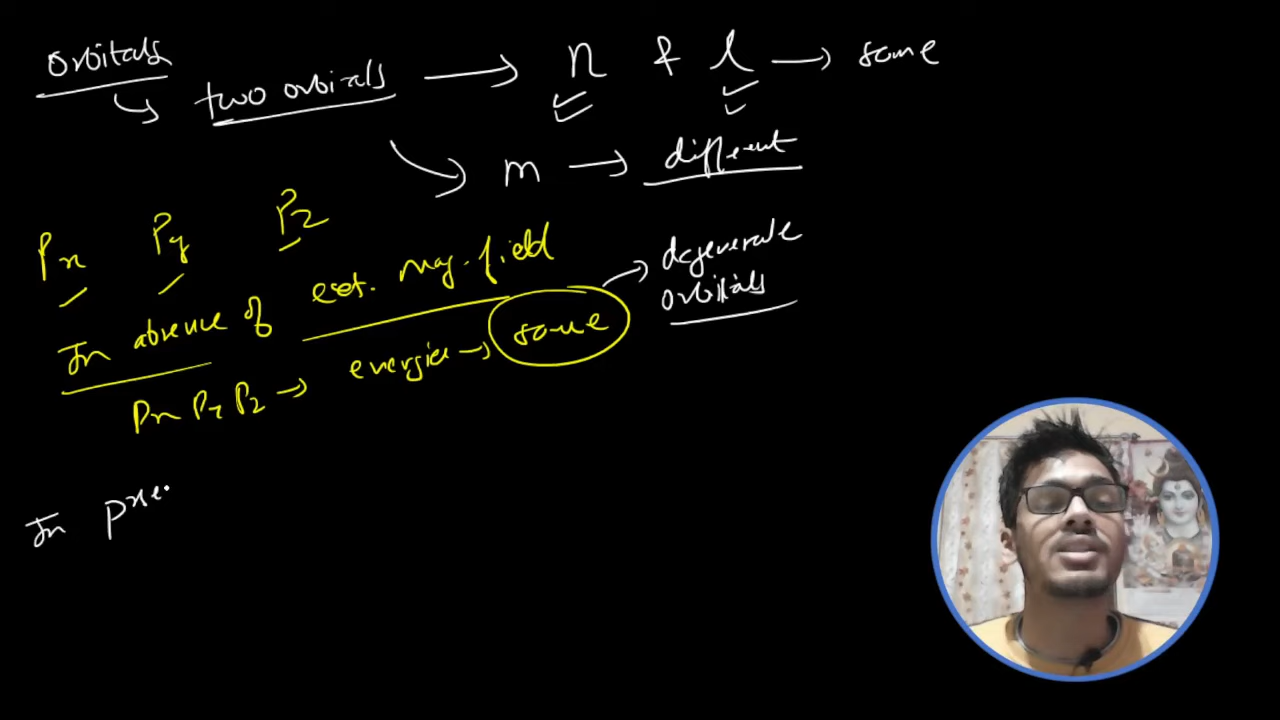 orbitals
two orbitals → n & l → same
m → different
Px Py Pz
In absence of ext. mag. field
Px Py Pz → energies → same → degenerate orbitals
In pre